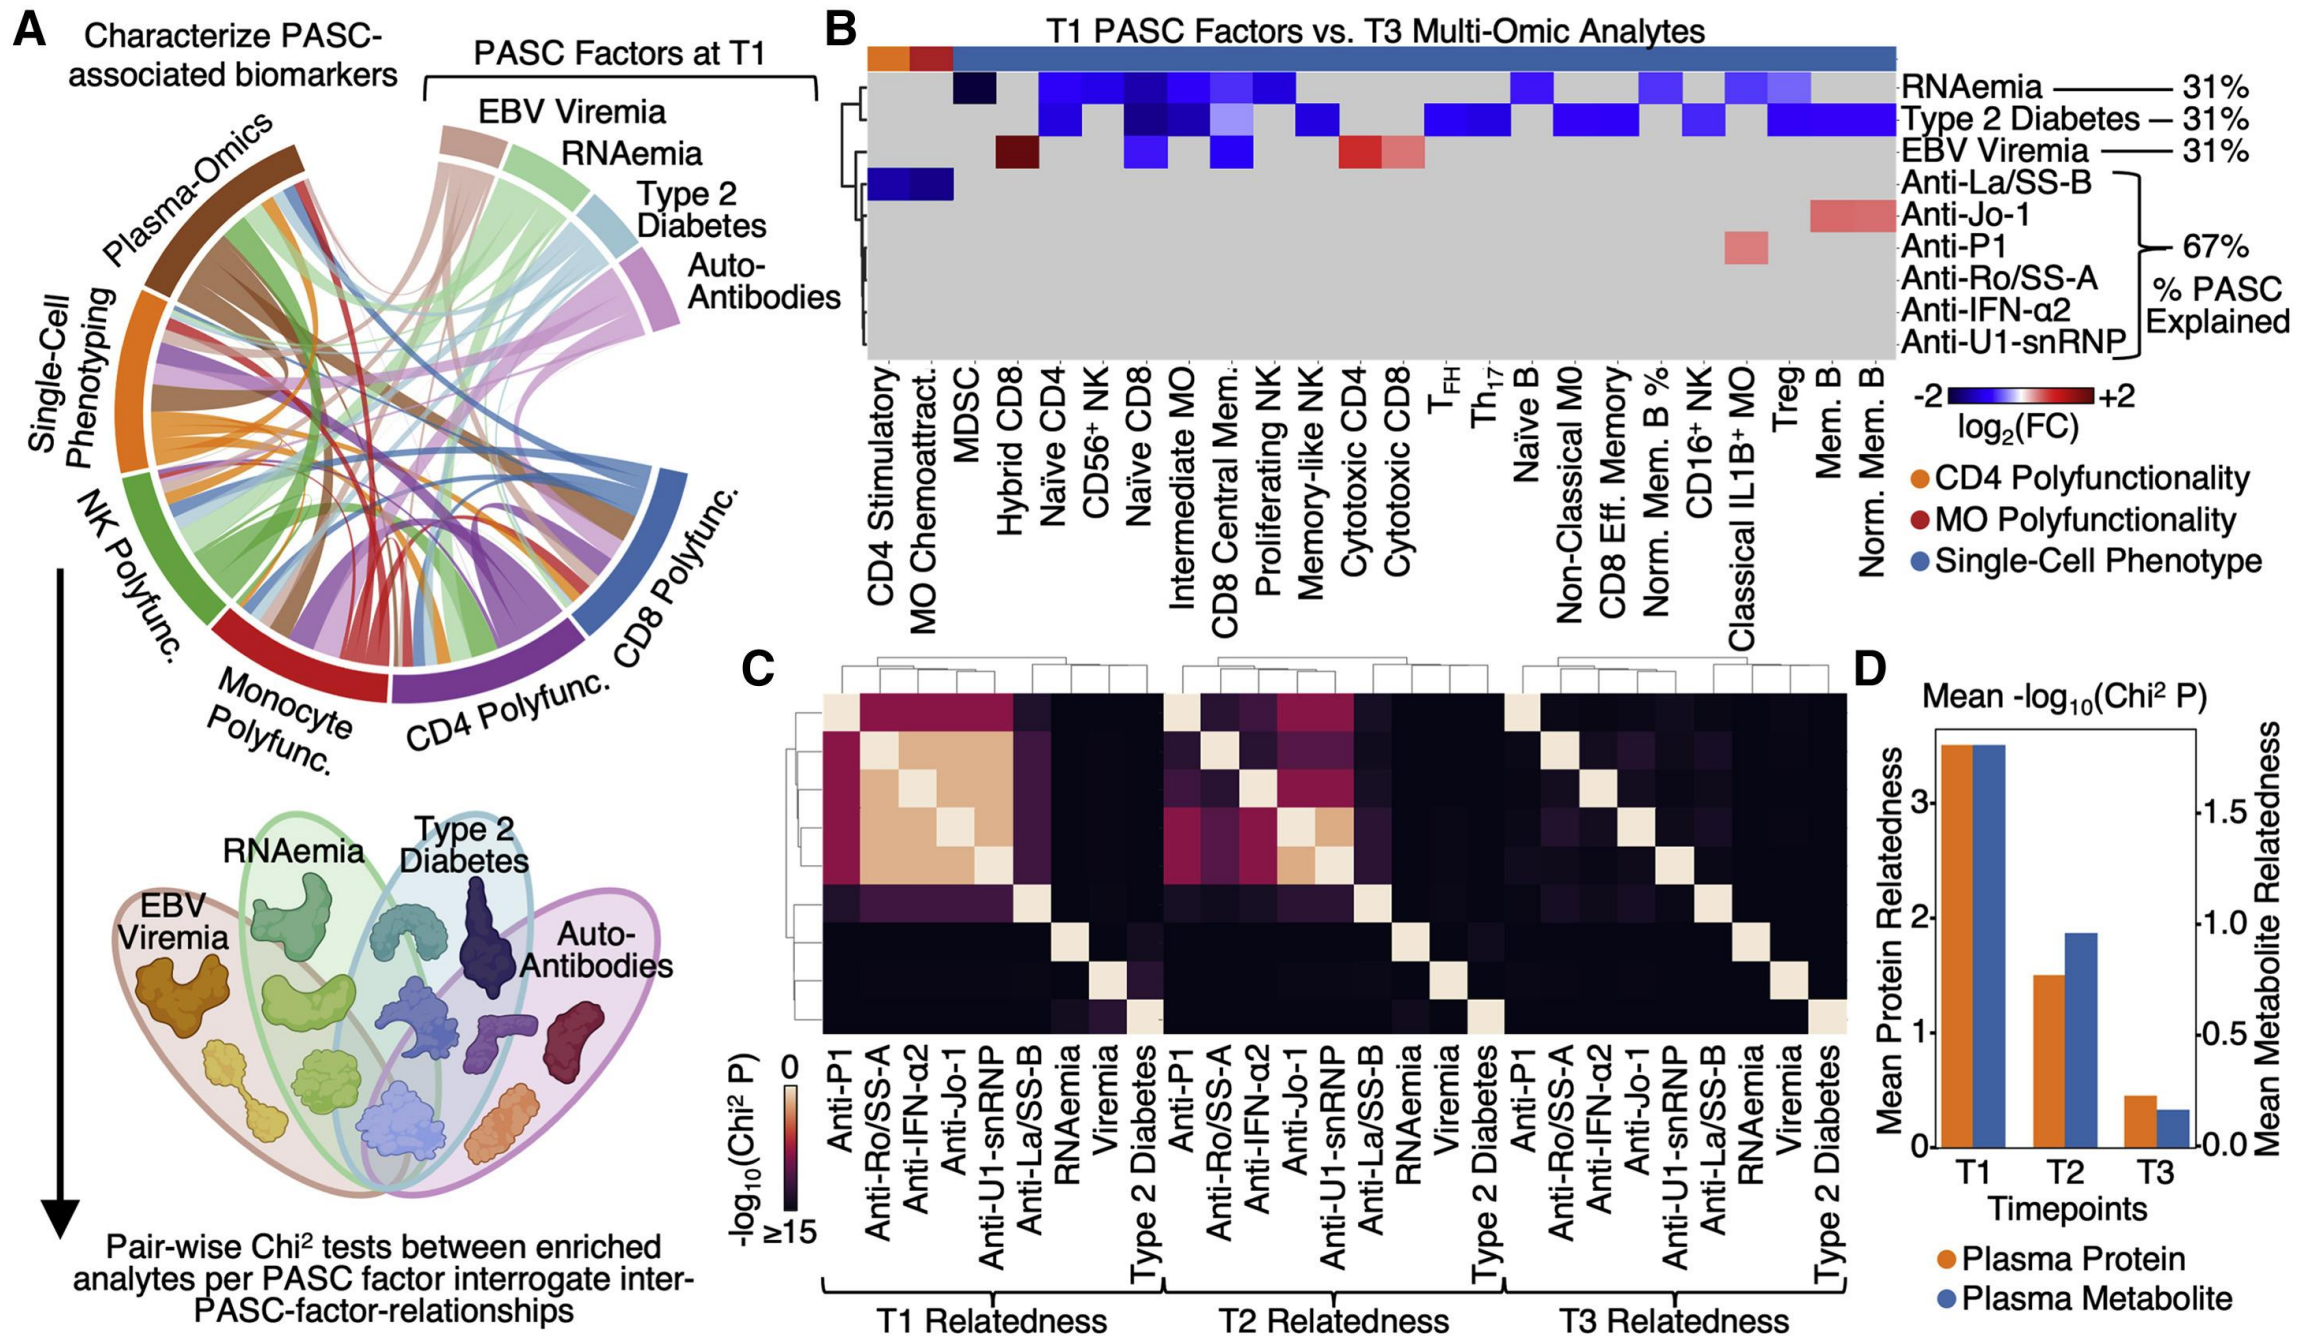 A
Characterize PASC-
associated biomarkers
PASC Factors at T1
EBV Viremia
RNAemia
Type 2
Diabetes
Auto-
Antibodies
Plasma-Omics
Single-Cell
Phenotyping
NK Polyfunc.
Monocyte
Polyfunc.
CD4 Polyfunc.
CD8 Polyfunc.
RNAemia
Type 2
Diabetes
EBV
Viremia
Auto-
Antibodies
Pair-wise Chi² tests between enriched
analytes per PASC factor interrogate inter-
PASC-factor-relationships
B
T1 PASC Factors vs. T3 Multi-Omic Analytes
RNAemia 31%
Type 2 Diabetes 31%
EBV Viremia 31%
Anti-La/SS-B
Anti-Jo-1
Anti-P1
Anti-Ro/SS-A
Anti-IFN-α2
Anti-U1-snRNP
67%
% PASC
Explained
CD4 Stimulatory
MO Chemoattract.
MDSC
Hybrid CD8
Naïve CD4
CD56⁺ NK
Naïve CD8
Intermediate MO
CD8 Central Mem.
Proliferating NK
Memory-like NK
Cytotoxic CD4
Cytotoxic CD8
T_FH
Th₁₇
Naïve B
Non-Classical M0
CD8 Eff. Memory
Norm. Mem. B %
CD16⁺ NK
Classical IL1B⁺ MO
Treg
Mem. B
Norm. Mem. B
-2 +2
log₂(FC)
CD4 Polyfunctionality
MO Polyfunctionality
Single-Cell Phenotype
C
-log₁₀(Chi² P)
0
≥15
Anti-P1
Anti-Ro/SS-A
Anti-IFN-α2
Anti-Jo-1
Anti-U1-snRNP
Anti-La/SS-B
RNAemia
Viremia
Type 2 Diabetes
Anti-P1
Anti-Ro/SS-A
Anti-IFN-α2
Anti-Jo-1
Anti-U1-snRNP
Anti-La/SS-B
RNAemia
Viremia
Type 2 Diabetes
Anti-P1
Anti-Ro/SS-A
Anti-IFN-α2
Anti-Jo-1
Anti-U1-snRNP
Anti-La/SS-B
RNAemia
Viremia
Type 2 Diabetes
T1 Relatedness
T2 Relatedness
T3 Relatedness
D
Mean -log₁₀(Chi² P)
Mean Protein Relatedness
3
2
1
0
Mean Metabolite Relatedness
1.5
1.0
0.5
0.0
T1 T2 T3
Timepoints
Plasma Protein
Plasma Metabolite